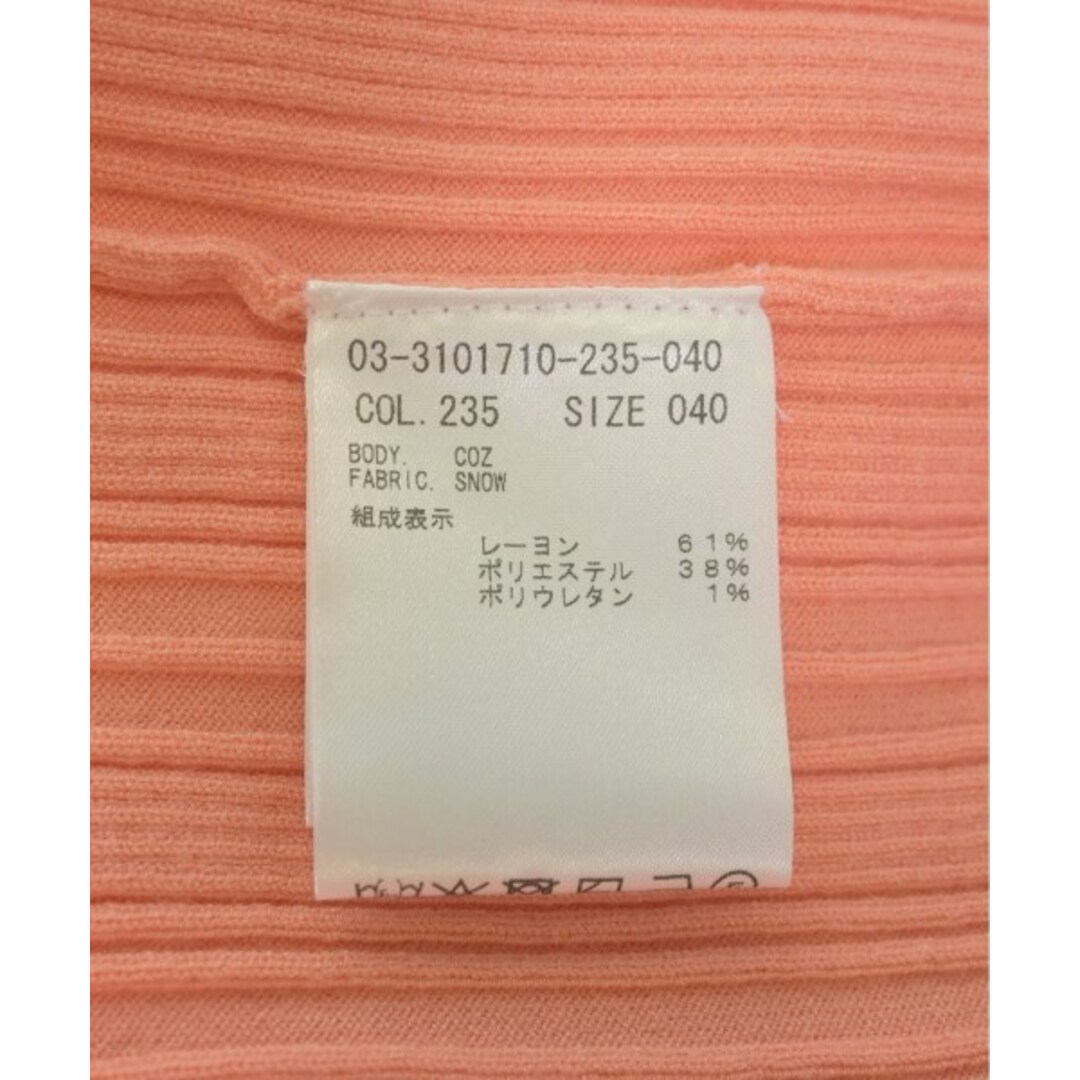 03-3101710-235-040
COL. 235 SIZE 040
BODY. COZ
FABRIC. SNOW
組成表示
レーヨン 61%
ポリエステル 38%
ポリウレタン 1%